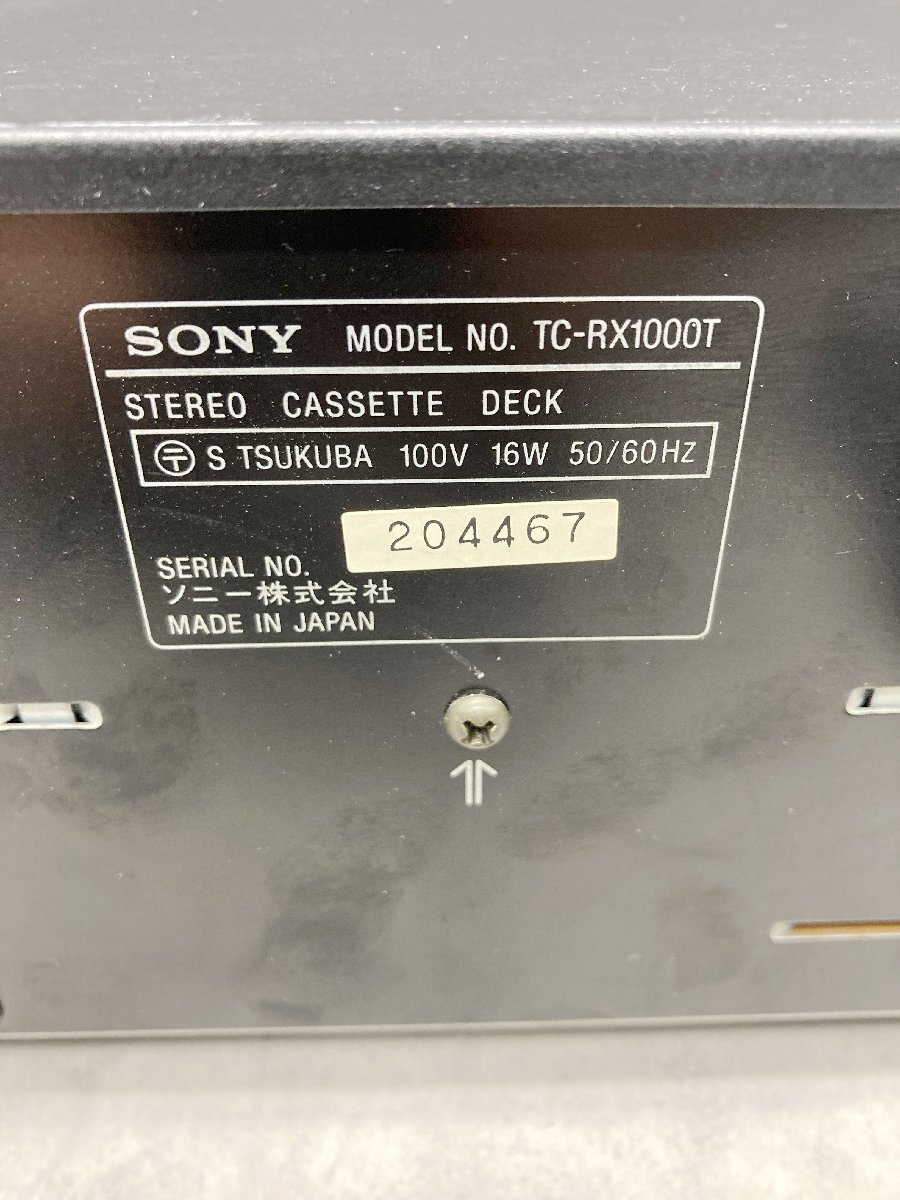 SONY MODEL NO. TC-RX1000T
STEREO CASSETTE DECK
〶 S TSUKUBA 100V 16W 50/60HZ
204467
SERIAL NO.
ソニー株式会社
MADE IN JAPAN